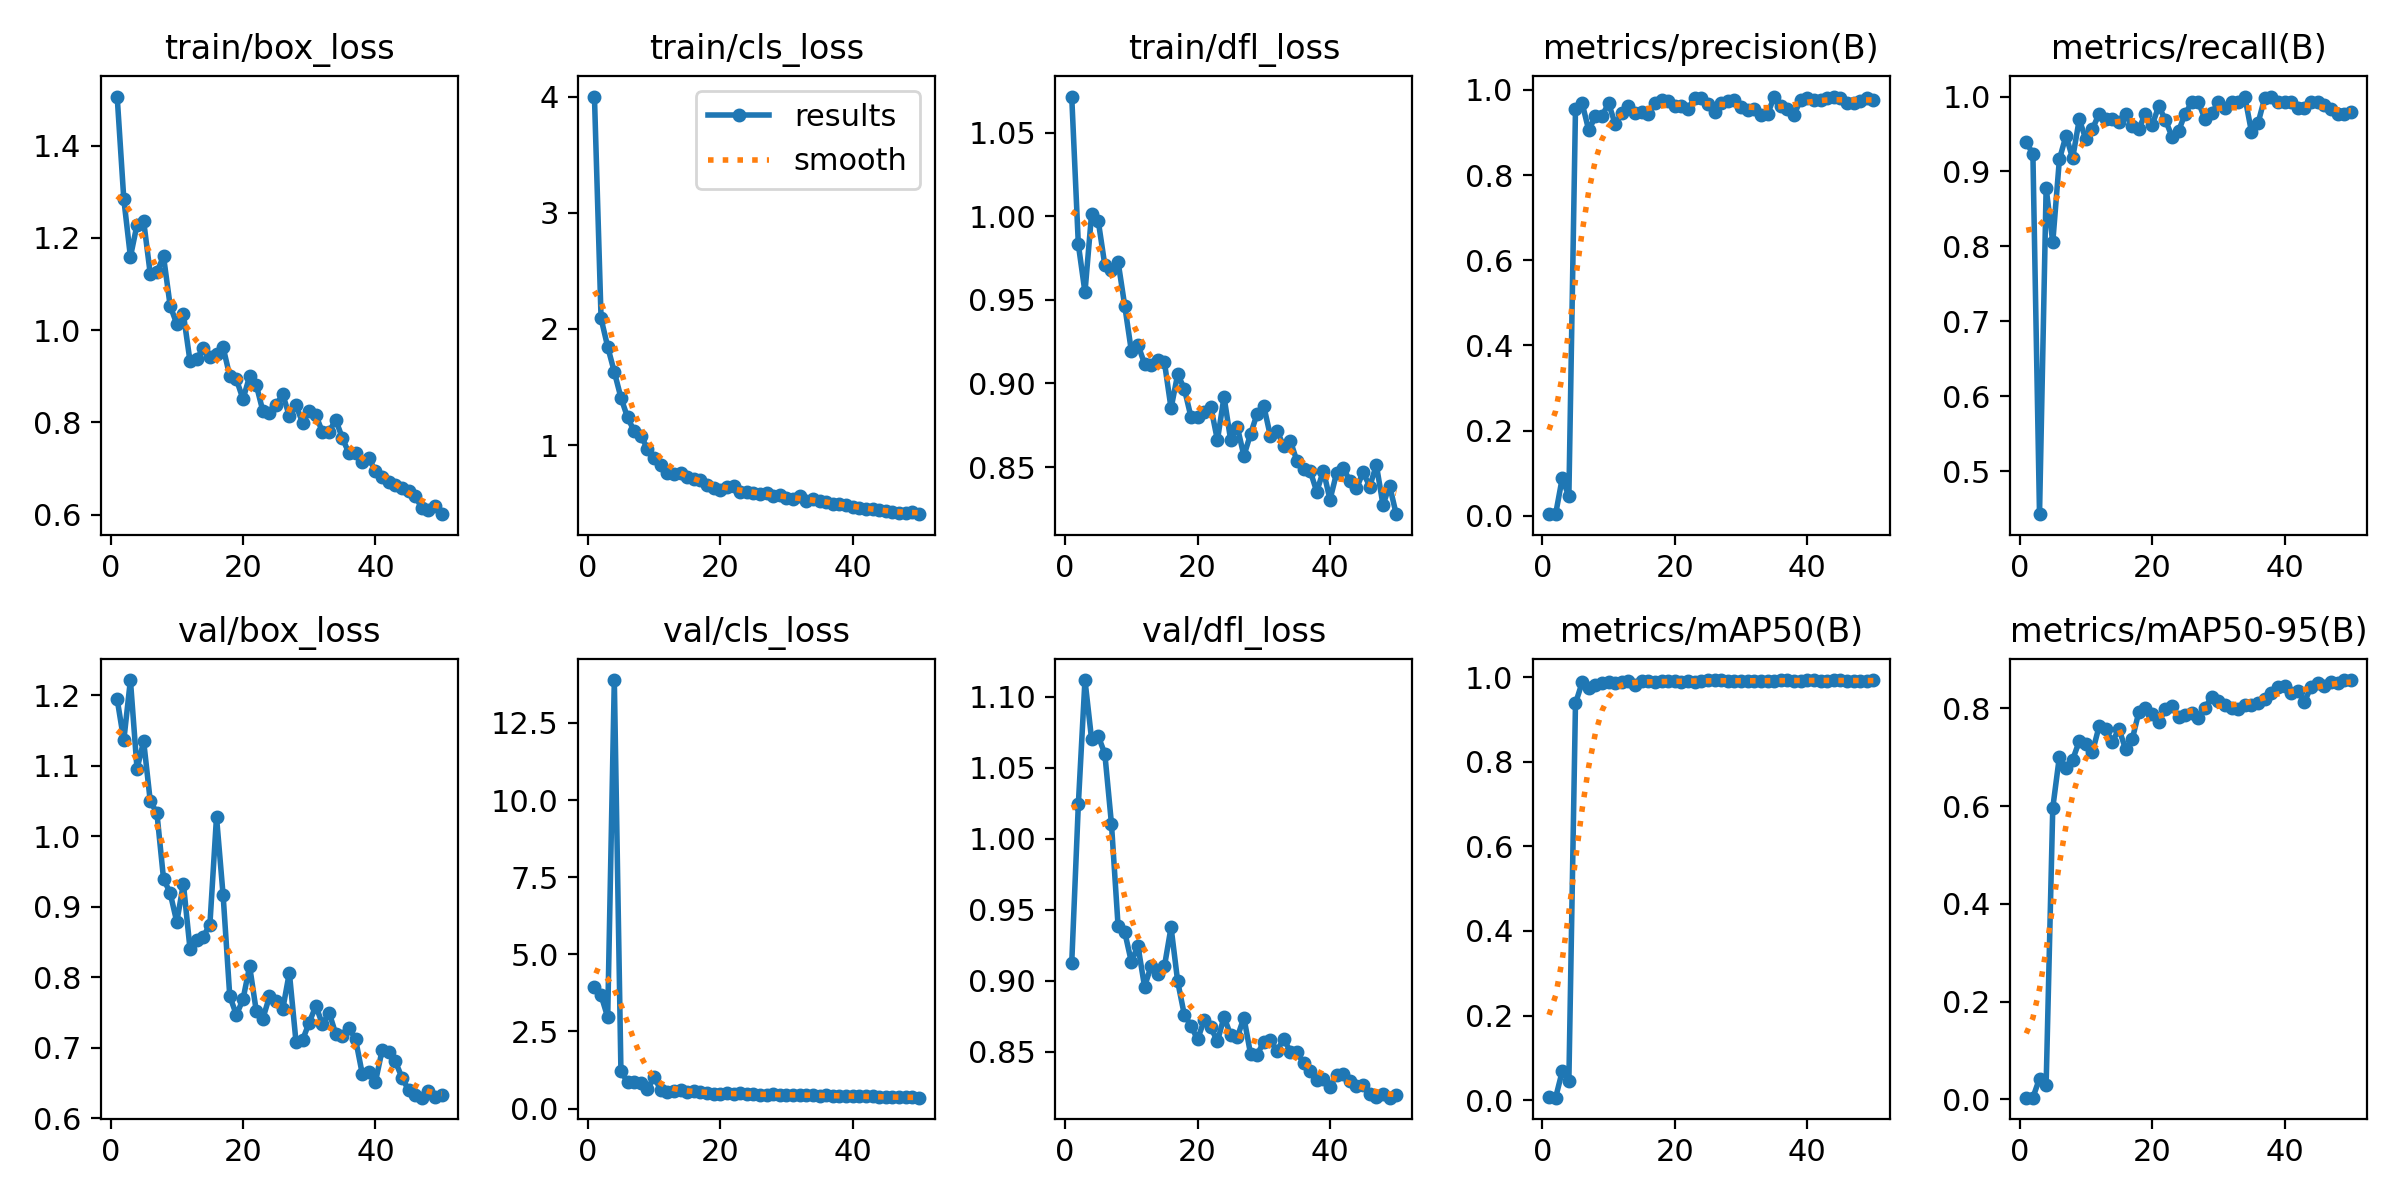 train/box_loss
1.4
1.2
1.0
0.8
0.6
0 20 40
train/cls_loss
results
smooth
4
3
2
1
0 20 40
train/dfl_loss
1.05
1.00
0.95
0.90
0.85
0 20 40
metrics/precision(B)
1.0
0.8
0.6
0.4
0.2
0.0
0 20 40
metrics/recall(B)
1.0
0.9
0.8
0.7
0.6
0.5
0 20 40
val/box_loss
1.2
1.1
1.0
0.9
0.8
0.7
0.6
0 20 40
val/cls_loss
12.5
10.0
7.5
5.0
2.5
0.0
0 20 40
val/dfl_loss
1.10
1.05
1.00
0.95
0.90
0.85
0 20 40
metrics/mAP50(B)
1.0
0.8
0.6
0.4
0.2
0.0
0 20 40
metrics/mAP50-95(B)
0.8
0.6
0.4
0.2
0.0
0 20 40